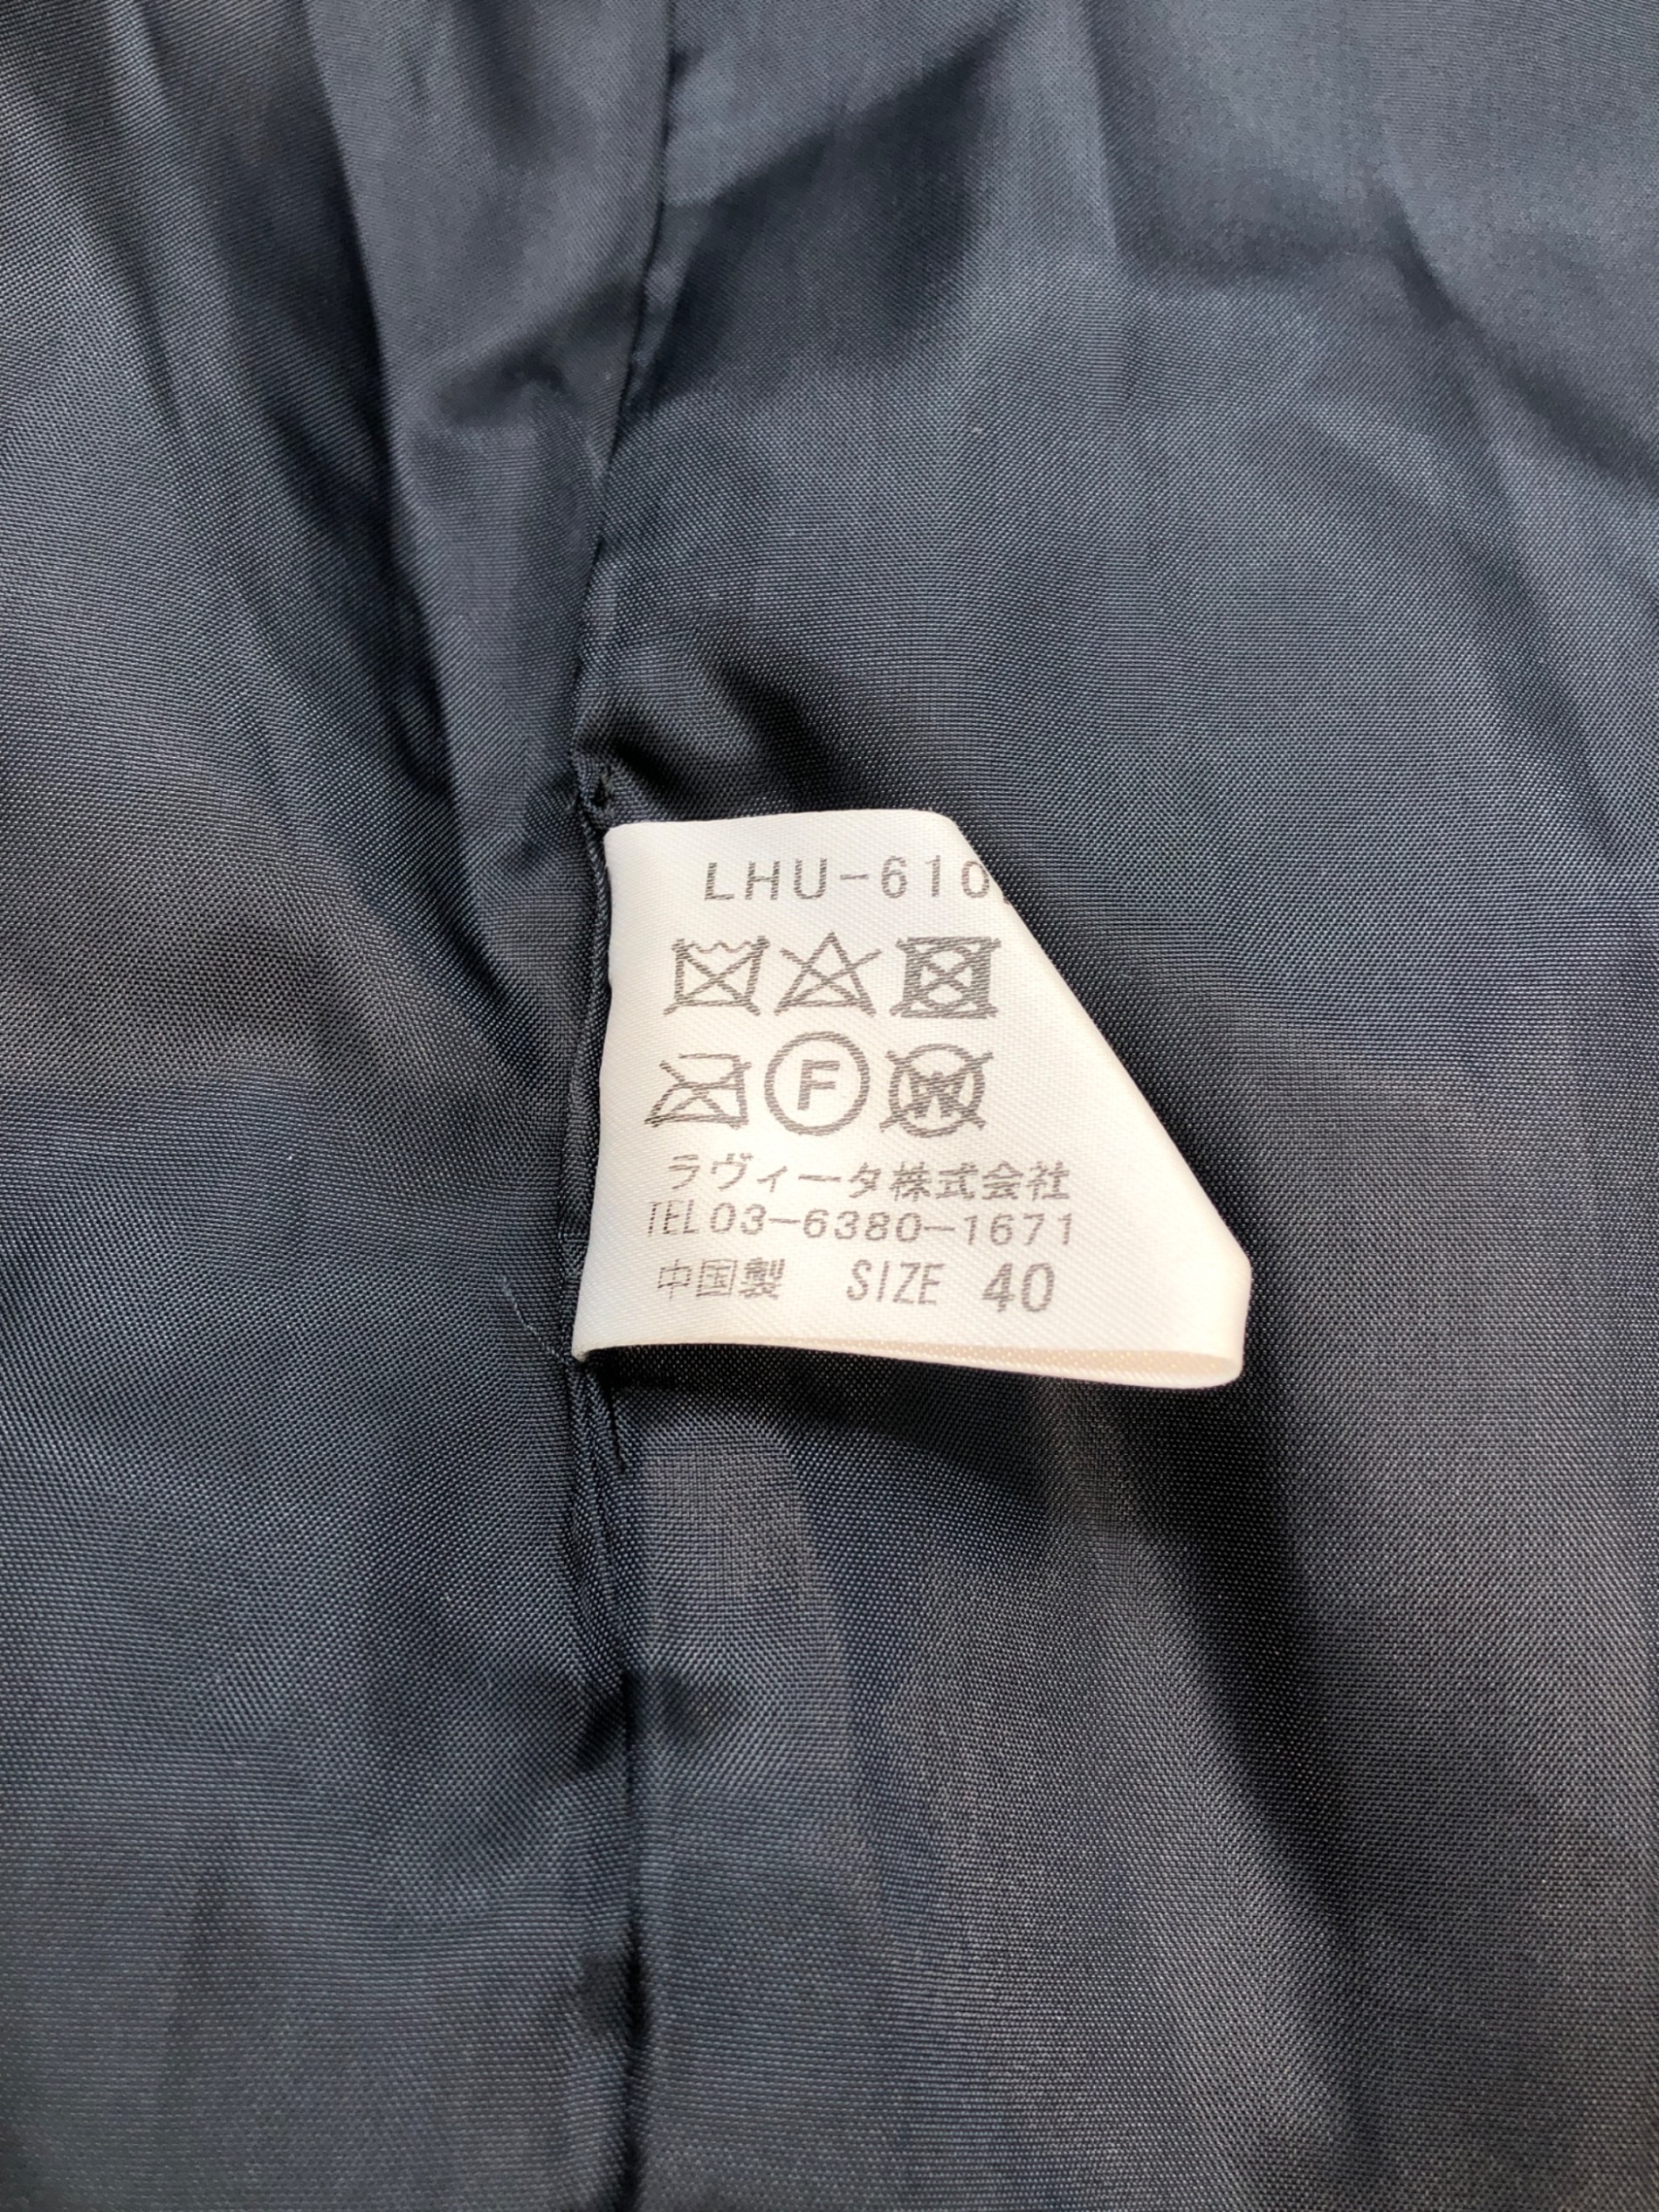 LHU-610
F W
ラヴィータ株式会社
TEL03-6380-1671
中国製 SIZE 40